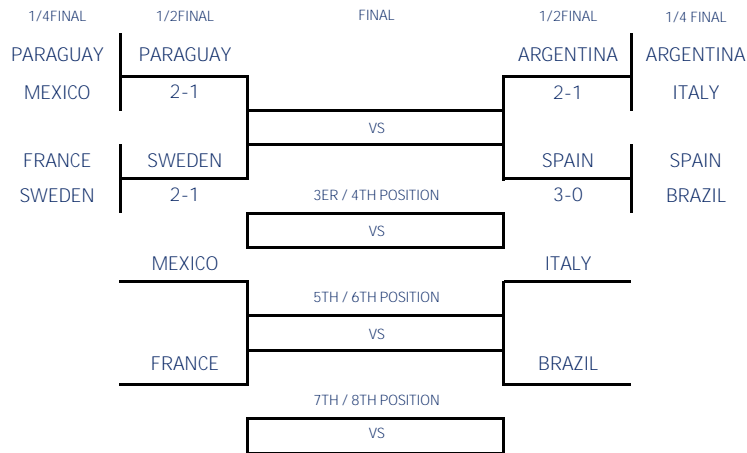 1/4FINAL 1/2FINAL FINAL 1/2FINAL 1/4 FINAL
PARAGUAY PARAGUAY ARGENTINA ARGENTINA
MEXICO 2-1 2-1 ITALY
VS
FRANCE SWEDEN SPAIN SPAIN
SWEDEN 2-1 3ER / 4TH POSITION 3-0 BRAZIL
VS
MEXICO ITALY
5TH / 6TH POSITION
VS
FRANCE BRAZIL
7TH / 8TH POSITION
VS